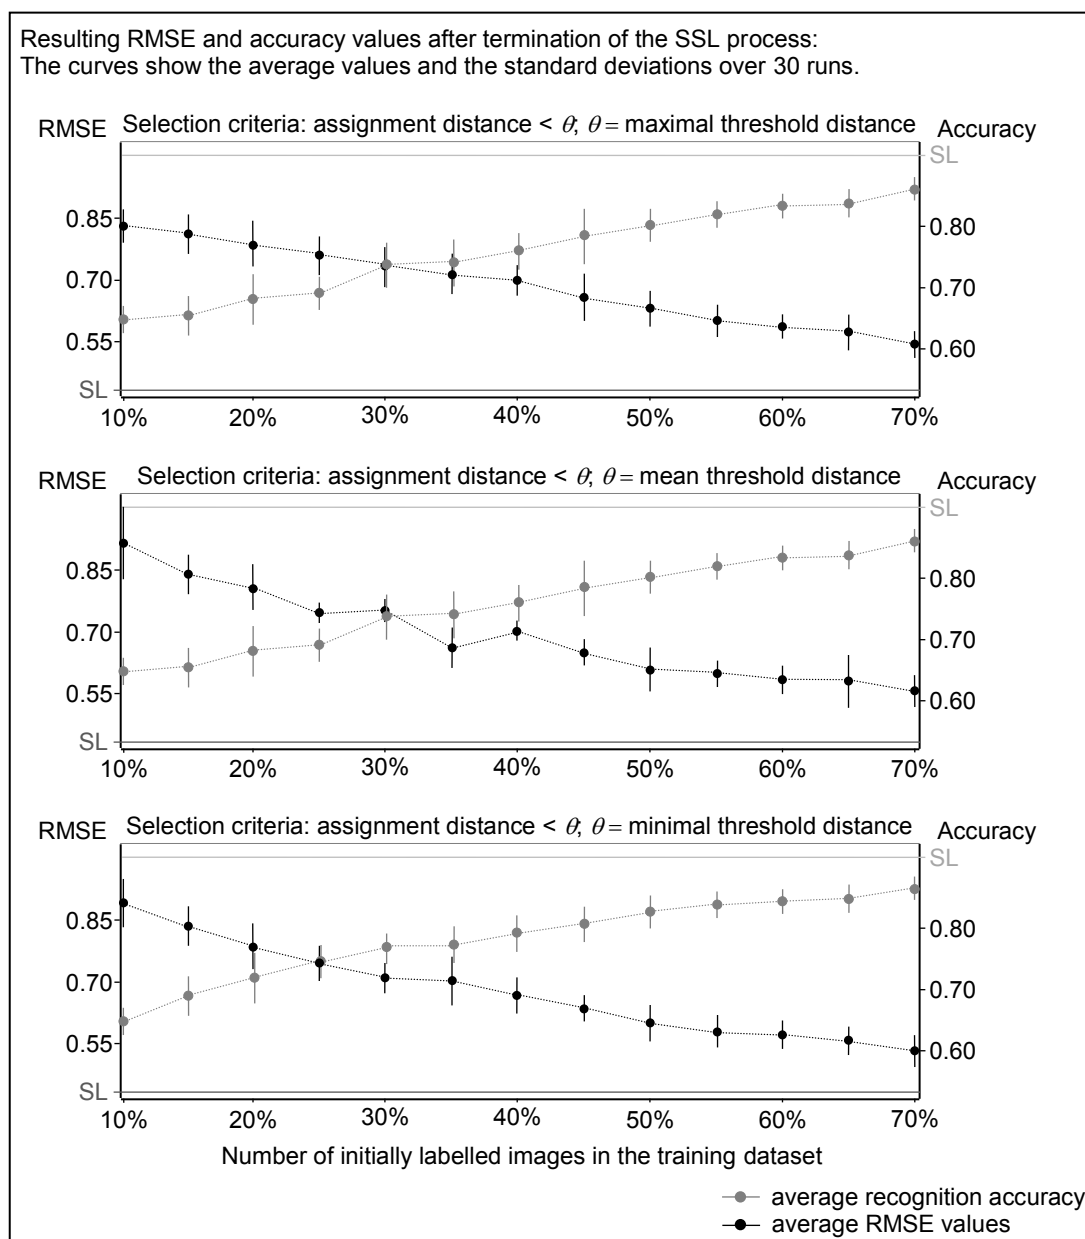 Resulting RMSE and accuracy values after termination of the SSL process:
The curves show the average values and the standard deviations over 30 runs.
RMSE Selection criteria: assignment distance < θ; θ = maximal threshold distance Accuracy
SL
0.85
0.80
0.70
0.70
0.55
0.60
SL
10% 20% 30% 40% 50% 60% 70%
RMSE Selection criteria: assignment distance < θ; θ = mean threshold distance Accuracy
SL
0.85
0.80
0.70
0.70
0.55
0.60
SL
10% 20% 30% 40% 50% 60% 70%
RMSE Selection criteria: assignment distance < θ; θ = minimal threshold distance Accuracy
SL
0.85
0.80
0.70
0.70
0.55
0.60
SL
10% 20% 30% 40% 50% 60% 70%
Number of initially labelled images in the training dataset
average recognition accuracy
average RMSE values